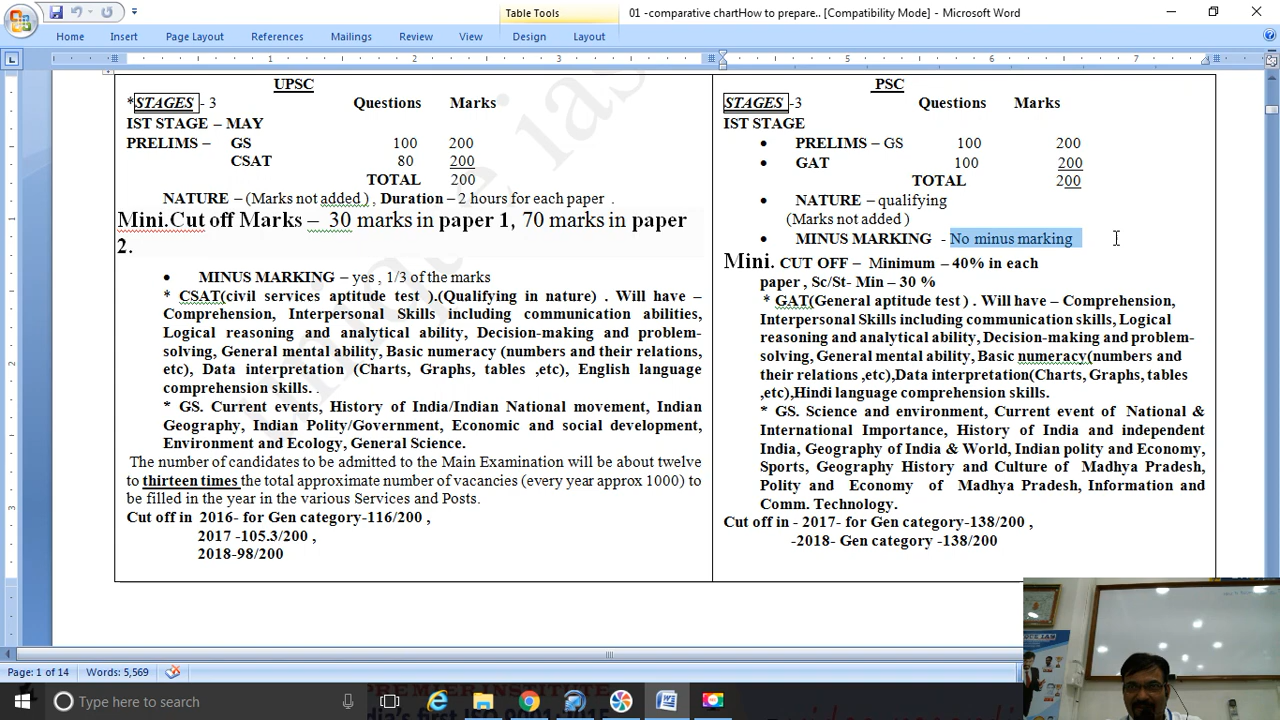 Table Tools
01 -comparative chartHow to prepare.. [Compatibility Mode] - Microsoft Word
Home Insert Page Layout References Mailings Review View Design Layout
1 2 3 5 6 7
UPSC
*STAGES - 3 Questions Marks
IST STAGE – MAY
PRELIMS – GS 100 200
CSAT 80 200
TOTAL 200
NATURE – (Marks not added ) , Duration – 2 hours for each paper .
Mini.Cut off Marks – 30 marks in paper 1, 70 marks in paper
2.
• MINUS MARKING – yes , 1/3 of the marks
* CSAT(civil services aptitude test ).(Qualifying in nature) . Will have –
Comprehension, Interpersonal Skills including communication abilities,
Logical reasoning and analytical ability, Decision-making and problem-
solving, General mental ability, Basic numeracy (numbers and their relations,
etc), Data interpretation (Charts, Graphs, tables ,etc), English language
comprehension skills. .
* GS. Current events, History of India/Indian National movement, Indian
Geography, Indian Polity/Government, Economic and social development,
Environment and Ecology, General Science.
The number of candidates to be admitted to the Main Examination will be about twelve
to thirteen times the total approximate number of vacancies (every year approx 1000) to
be filled in the year in the various Services and Posts.
Cut off in 2016- for Gen category-116/200 ,
2017 -105.3/200 ,
2018-98/200
PSC
STAGES -3 Questions Marks
IST STAGE
• PRELIMS – GS 100 200
• GAT 100 200
TOTAL 200
• NATURE – qualifying
(Marks not added )
• MINUS MARKING - No minus marking
Mini. CUT OFF – Minimum – 40% in each
paper , Sc/St- Min – 30 %
* GAT(General aptitude test ) . Will have – Comprehension,
Interpersonal Skills including communication skills, Logical
reasoning and analytical ability, Decision-making and problem-
solving, General mental ability, Basic numeracy(numbers and
their relations ,etc),Data interpretation(Charts, Graphs, tables
,etc),Hindi language comprehension skills.
* GS. Science and environment, Current event of National &
International Importance, History of India and independent
India, Geography of India & World, Indian polity and Economy,
Sports, Geography History and Culture of Madhya Pradesh,
Polity and Economy of Madhya Pradesh, Information and
Comm. Technology.
Cut off in - 2017- for Gen category-138/200 ,
-2018- Gen category -138/200
Page: 1 of 14 Words: 5,569
Type here to search